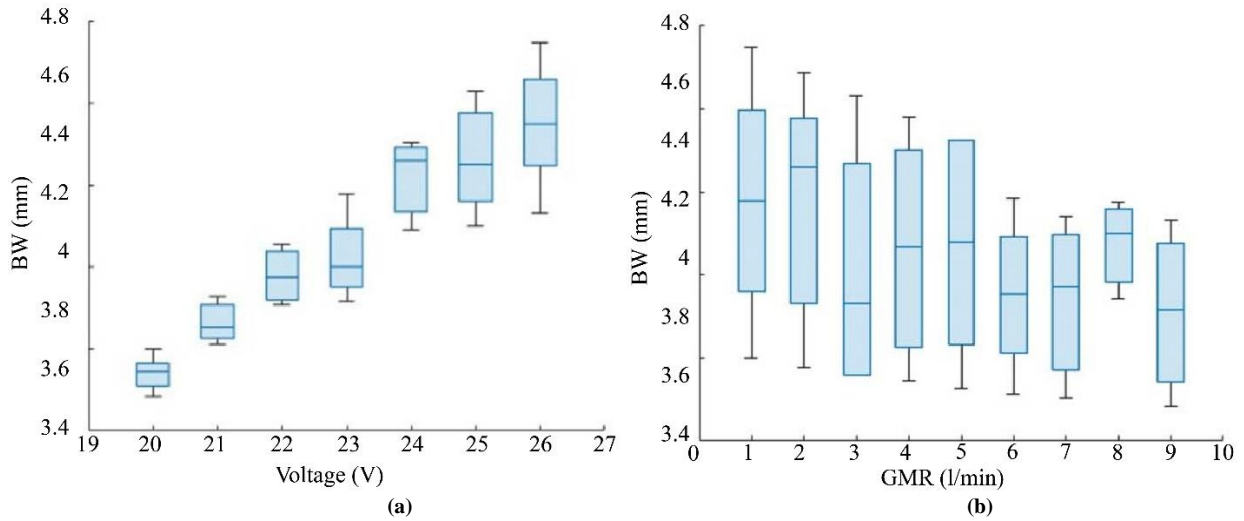 4.8
4.6
4.4
4.2
4
3.8
3.6
3.4
BW (mm)
19 20 21 22 23 24 25 26 27
Voltage (V)
(a)
4.8
4.6
4.4
4.2
4
3.8
3.6
3.4
BW (mm)
0 1 2 3 4 5 6 7 8 9 10
GMR (l/min)
(b)